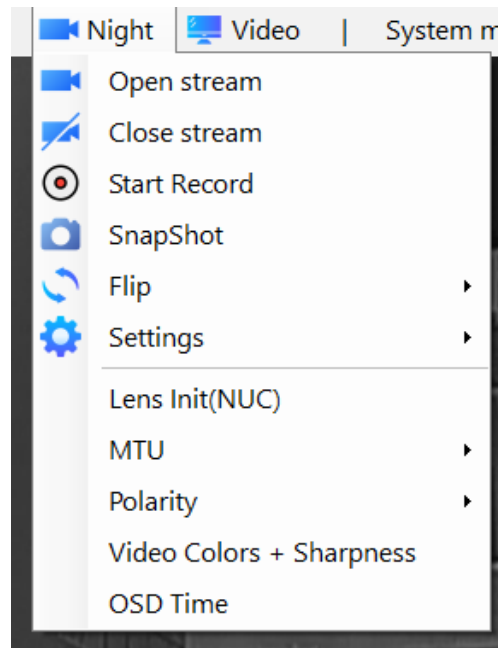 Night Video | System m
Open stream
Close stream
Start Record
SnapShot
Flip
Settings
Lens Init(NUC)
MTU
Polarity
Video Colors + Sharpness
OSD Time